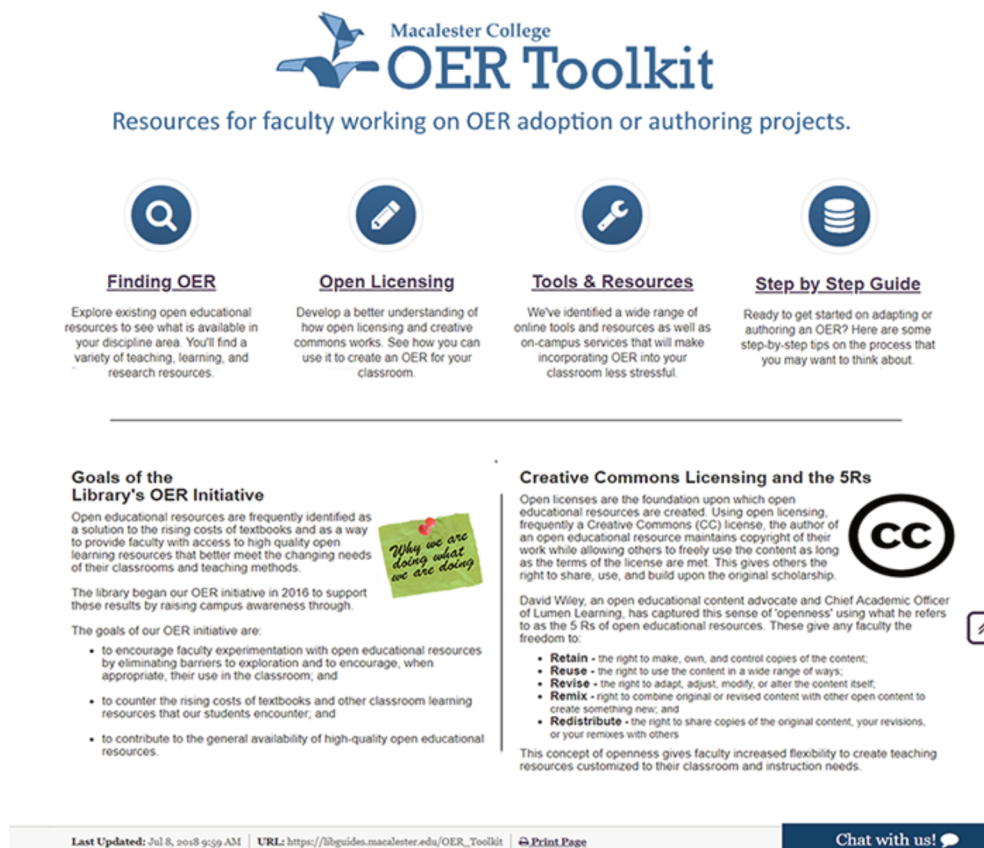 Macalester College
OER Toolkit
Resources for faculty working on OER adoption or authoring projects.
Finding OER
Explore existing open educational
resources to see what is available in
your discipline area. You'll find a
variety of teaching, learning, and
research resources.
Open Licensing
Develop a better understanding of
how open licensing and creative
commons works. See how you can
use it to create an OER for your
classroom.
Tools & Resources
We've identified a wide range of
online tools and resources as well as
on-campus services that will make
incorporating OER into your
classroom less stressful.
Step by Step Guide
Ready to get started on adapting or
authoring an OER? Here are some
step-by-step tips on the process that
you may want to think about.
Goals of the
Library's OER Initiative
Open educational resources are frequently identified as
a solution to the rising costs of textbooks and as a way
to provide faculty with access to high quality open
learning resources that better meet the changing needs
of their classrooms and teaching methods.
Why we are
doing what
we are doing
The library began our OER initiative in 2016 to support
these results by raising campus awareness through.
The goals of our OER initiative are:
• to encourage faculty experimentation with open educational resources
by eliminating barriers to exploration and to encourage, when
appropriate, their use in the classroom; and
• to counter the rising costs of textbooks and other classroom learning
resources that our students encounter; and
• to contribute to the general availability of high-quality open educational
resources.
Creative Commons Licensing and the 5Rs
Open licenses are the foundation upon which open
educational resources are created. Using open licensing,
frequently a Creative Commons (CC) license, the author of
an open educational resource maintains copyright of their
work while allowing others to freely use the content as long
as the terms of the license are met. This gives others the
right to share, use, and build upon the original scholarship.
CC
David Wiley, an open educational content advocate and Chief Academic Officer
of Lumen Learning, has captured this sense of 'openness' using what he refers
to as the 5 Rs of open educational resources. These give any faculty the
freedom to:
• Retain - the right to make, own, and control copies of the content;
• Reuse - the right to use the content in a wide range of ways;
• Revise - the right to adapt, adjust, modify, or alter the content itself;
• Remix - right to combine original or revised content with other open content to
create something new; and
• Redistribute - the right to share copies of the original content, your revisions,
or your remixes with others
This concept of openness gives faculty increased flexibility to create teaching
resources customized to their classroom and instruction needs.
Last Updated: Jul 8, 2018 9:59 AM | URL: https://libguides.macalester.edu/OER_Toolkit | Print Page
Chat with us!